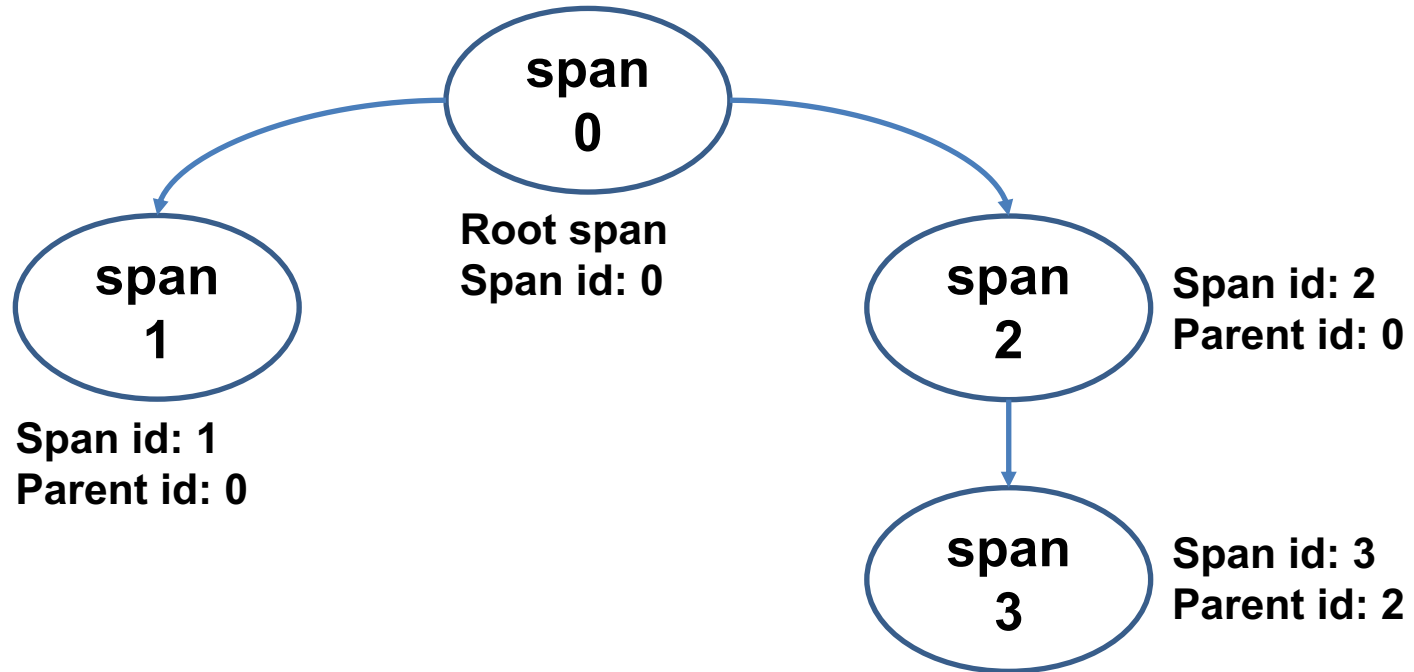 span
0
Root span
Span id: 0
span
1
Span id: 1
Parent id: 0
span
2
Span id: 2
Parent id: 0
span
3
Span id: 3
Parent id: 2